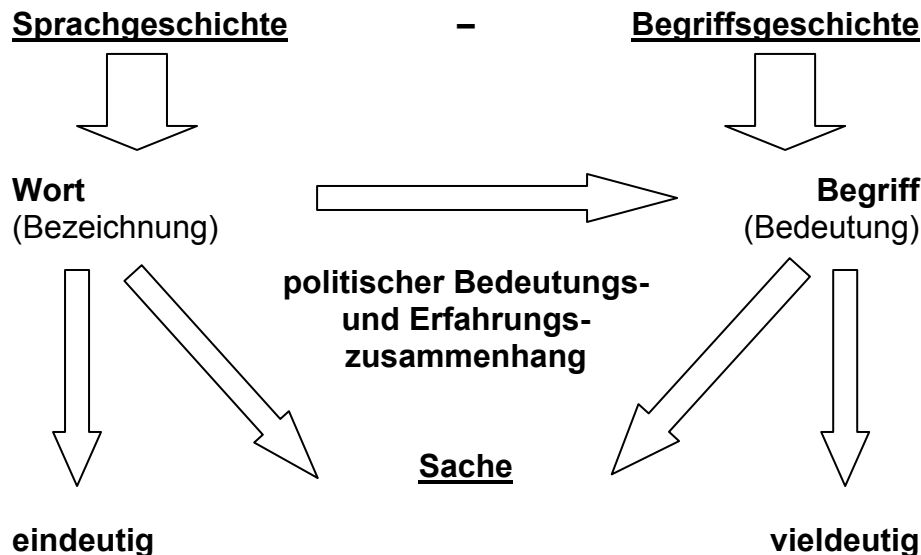 Sprachgeschichte – Begriffsgeschichte
Wort Begriff
(Bezeichnung) (Bedeutung)
politischer Bedeutungs-
und Erfahrungs-
zusammenhang
Sache
eindeutig vieldeutig